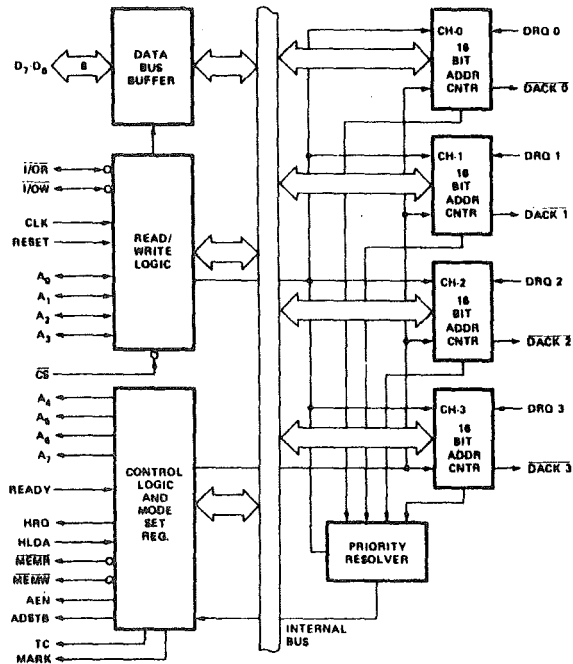 D7-D0
8
DATA
BUS
BUFFER
I/OR
I/OW
CLK
RESET
A0
A1
A2
A3
CS
READ/
WRITE
LOGIC
A4
A5
A6
A7
READY
HRQ
HLDA
MEMR
MEMW
AEN
ADSTB
TC
MARK
CONTROL
LOGIC
AND
MODE
SET
REG.
INTERNAL
BUS
CH-0
16
BIT
ADDR
CNTR
DRQ 0
DACK 0
CH-1
16
BIT
ADDR
CNTR
DRQ 1
DACK 1
CH-2
16
BIT
ADDR
CNTR
DRQ 2
DACK 2
CH-3
16
BIT
ADDR
CNTR
DRQ 3
DACK 3
PRIORITY
RESOLVER